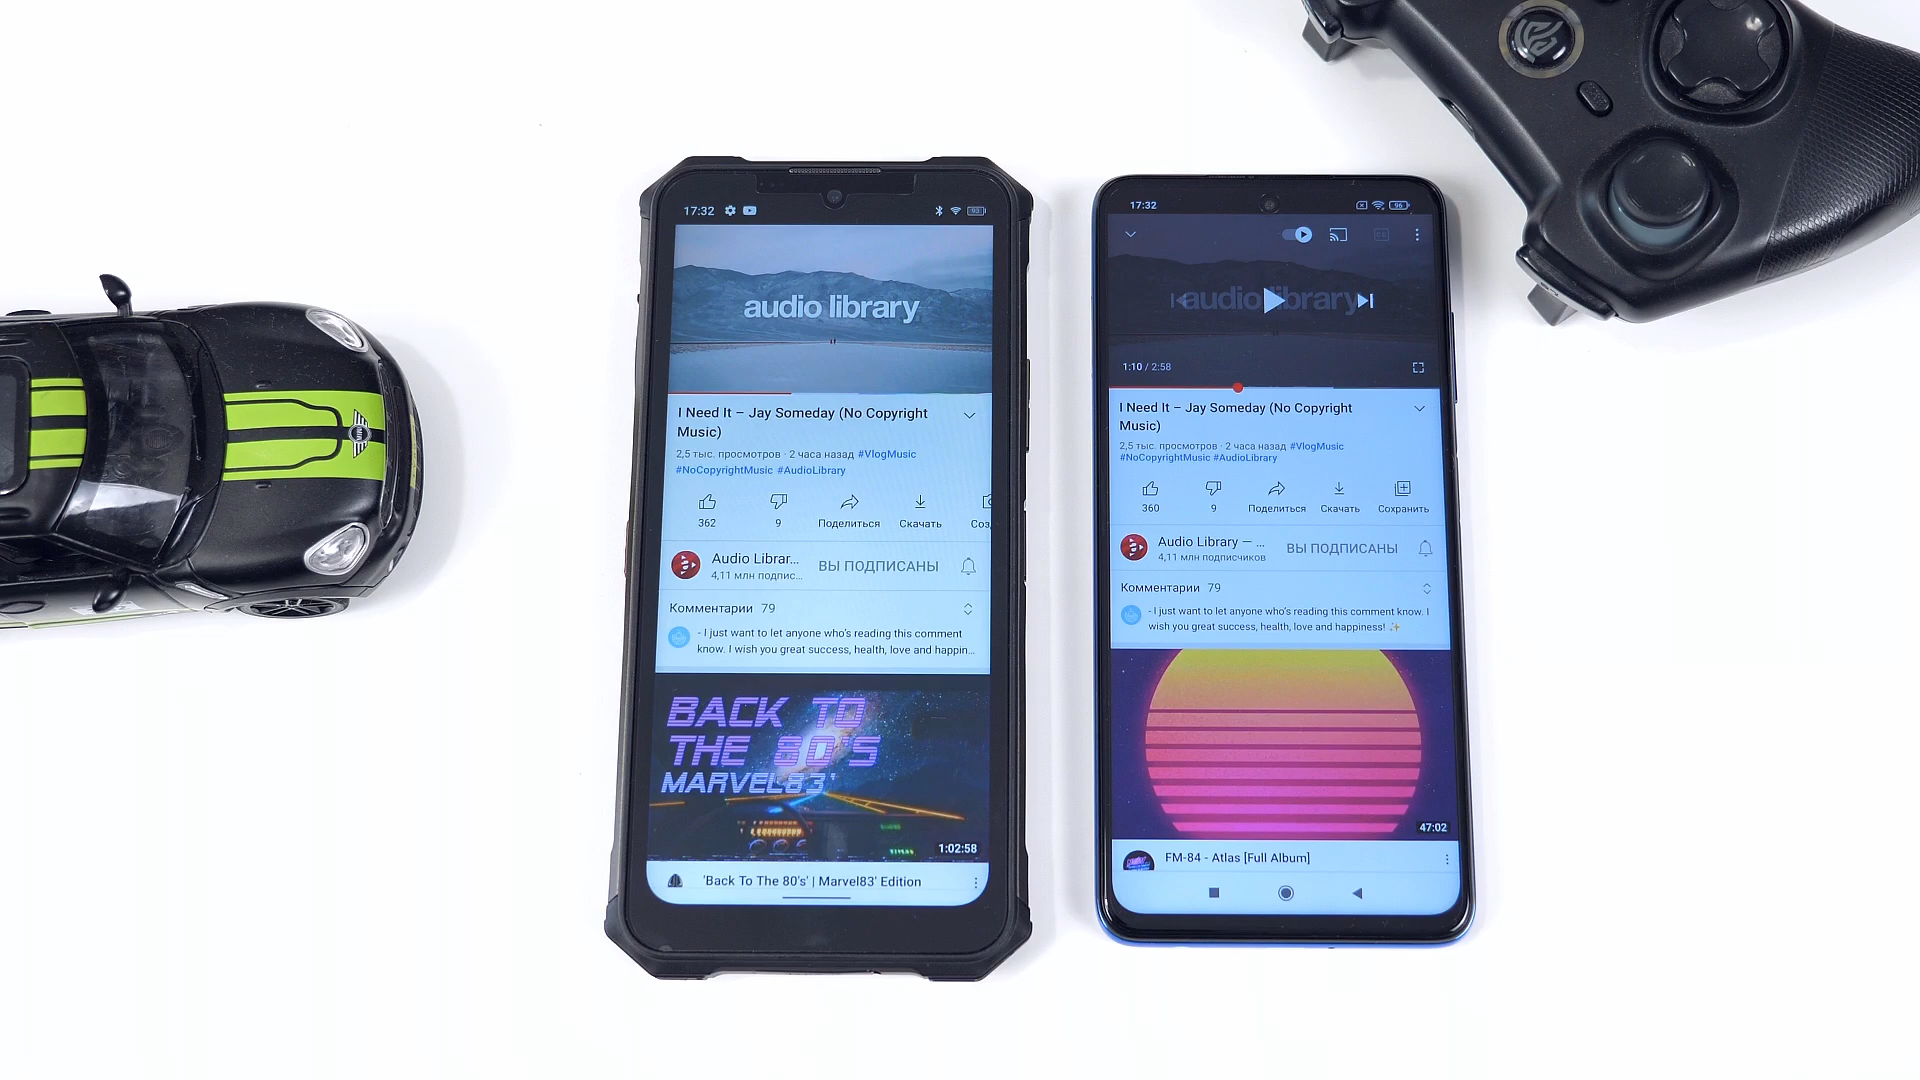 17:32
93
audio library
I Need It – Jay Someday (No Copyright
Music)
2,5 тыс. просмотров · 2 часа назад #VlogMusic
#NoCopyrightMusic #AudioLibrary
362
9
Поделиться
Скачать
Соз
Audio Librar...
4,11 млн подпис...
ВЫ ПОДПИСАНЫ
Комментарии 79
- I just want to let anyone who's reading this comment
know. I wish you great success, health, love and happin...
BACK TO
THE 80'S
MARVEL83'
1:02:58
'Back To The 80's' | Marvel83' Edition
17:32
96
audio library
1:10 / 2:58
I Need It – Jay Someday (No Copyright
Music)
2,5 тыс. просмотров · 2 часа назад #VlogMusic
#NoCopyrightMusic #AudioLibrary
360
9
Поделиться
Скачать
Сохранить
Audio Library — ...
4,11 млн подписчиков
ВЫ ПОДПИСАНЫ
Комментарии 79
- I just want to let anyone who's reading this comment know. I
wish you great success, health, love and happiness! ✨
47:02
FM-84 - Atlas [Full Album]
MINI